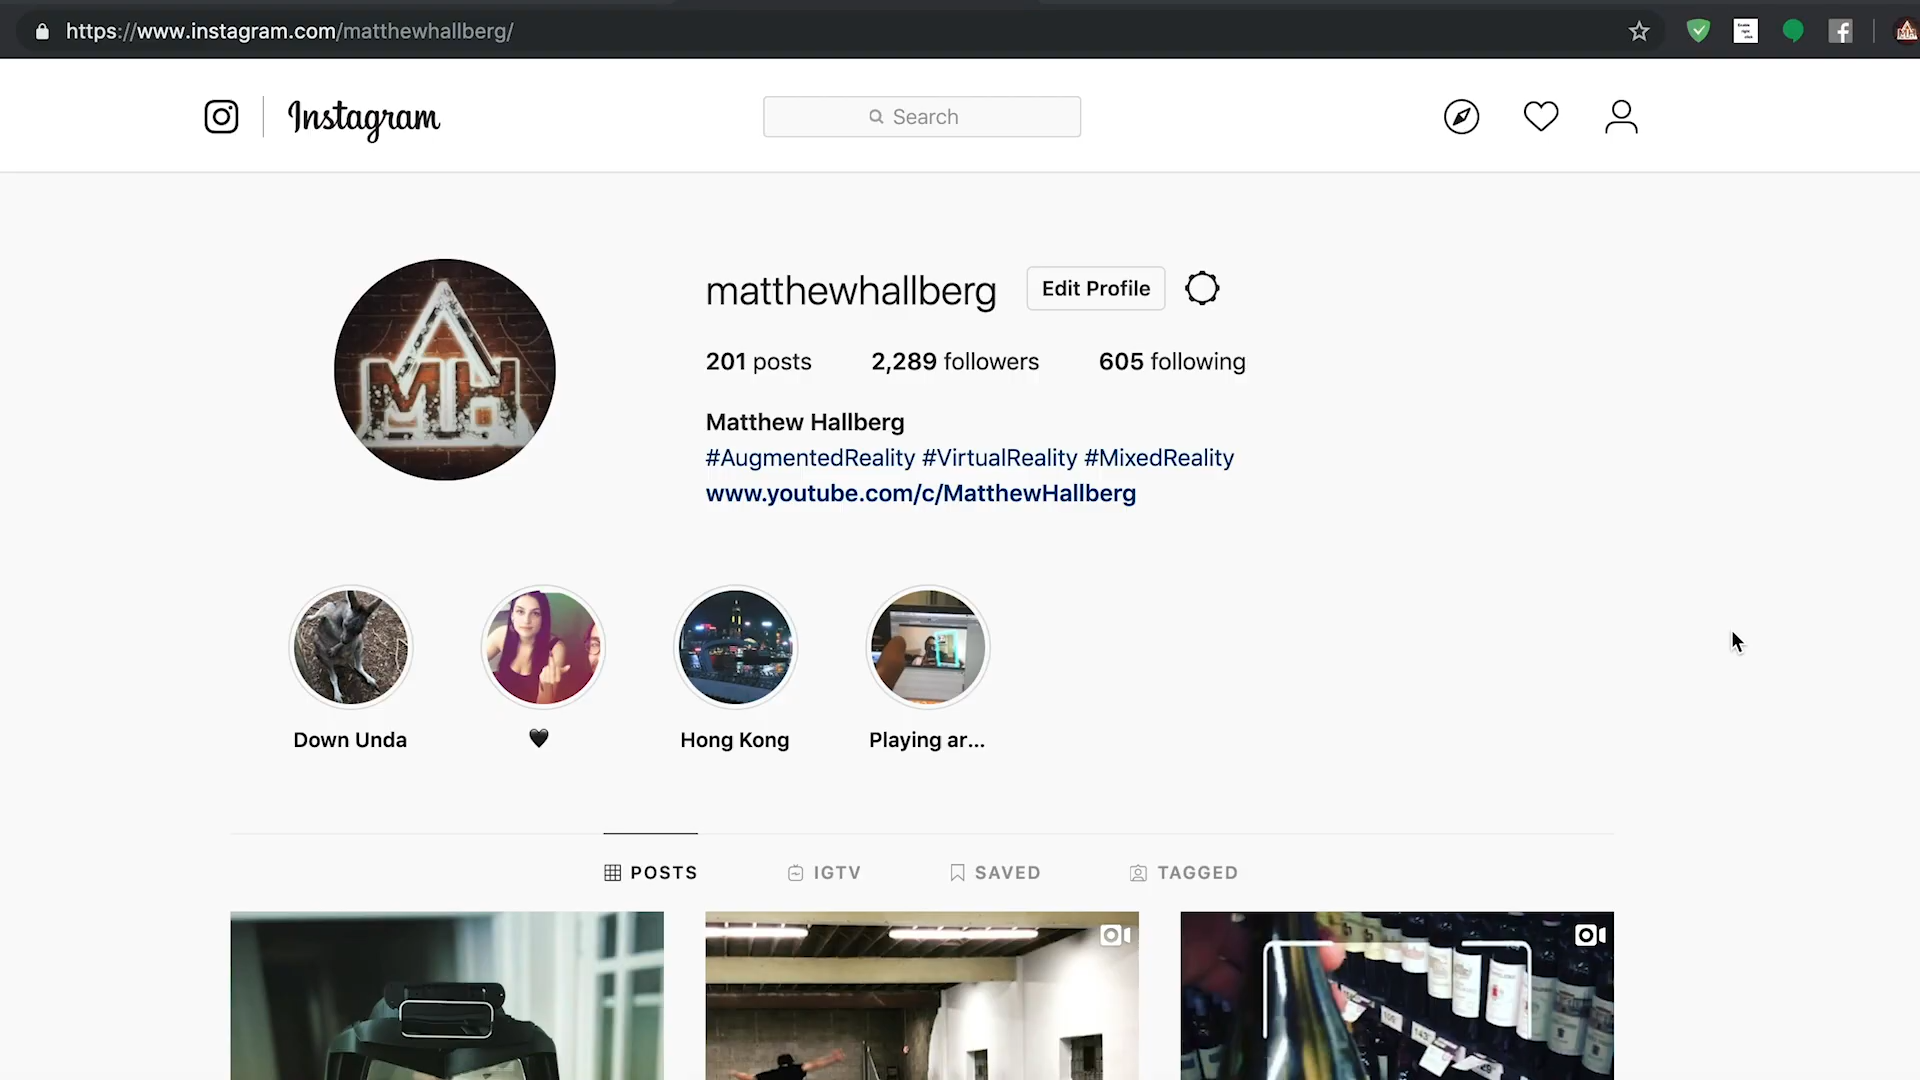 https://www.instagram.com/matthewhallberg/
Instagram
Search
MH
matthewhallberg
Edit Profile
201 posts
2,289 followers
605 following
Matthew Hallberg
#AugmentedReality #VirtualReality #MixedReality
www.youtube.com/c/MatthewHallberg
Down Unda
🖤
Hong Kong
Playing ar...
POSTS
IGTV
SAVED
TAGGED